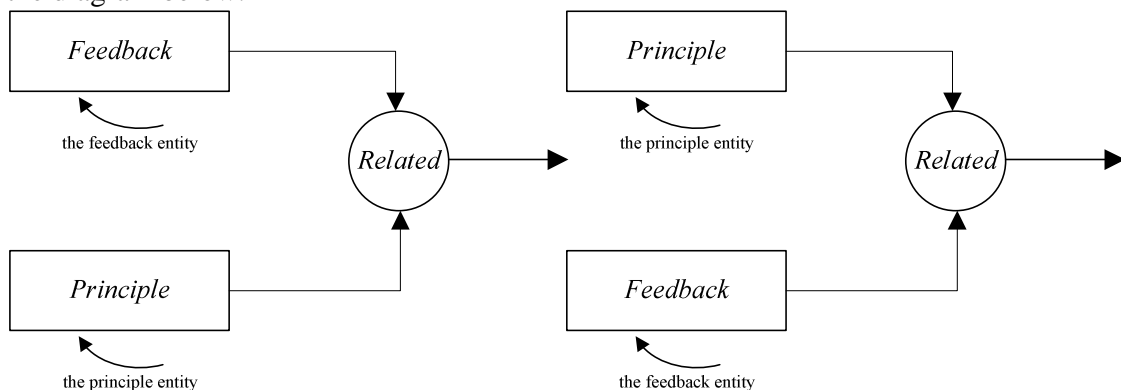 Feedback
the feedback entity
Related
Principle
the principle entity
Principle
the principle entity
Related
Feedback
the feedback entity